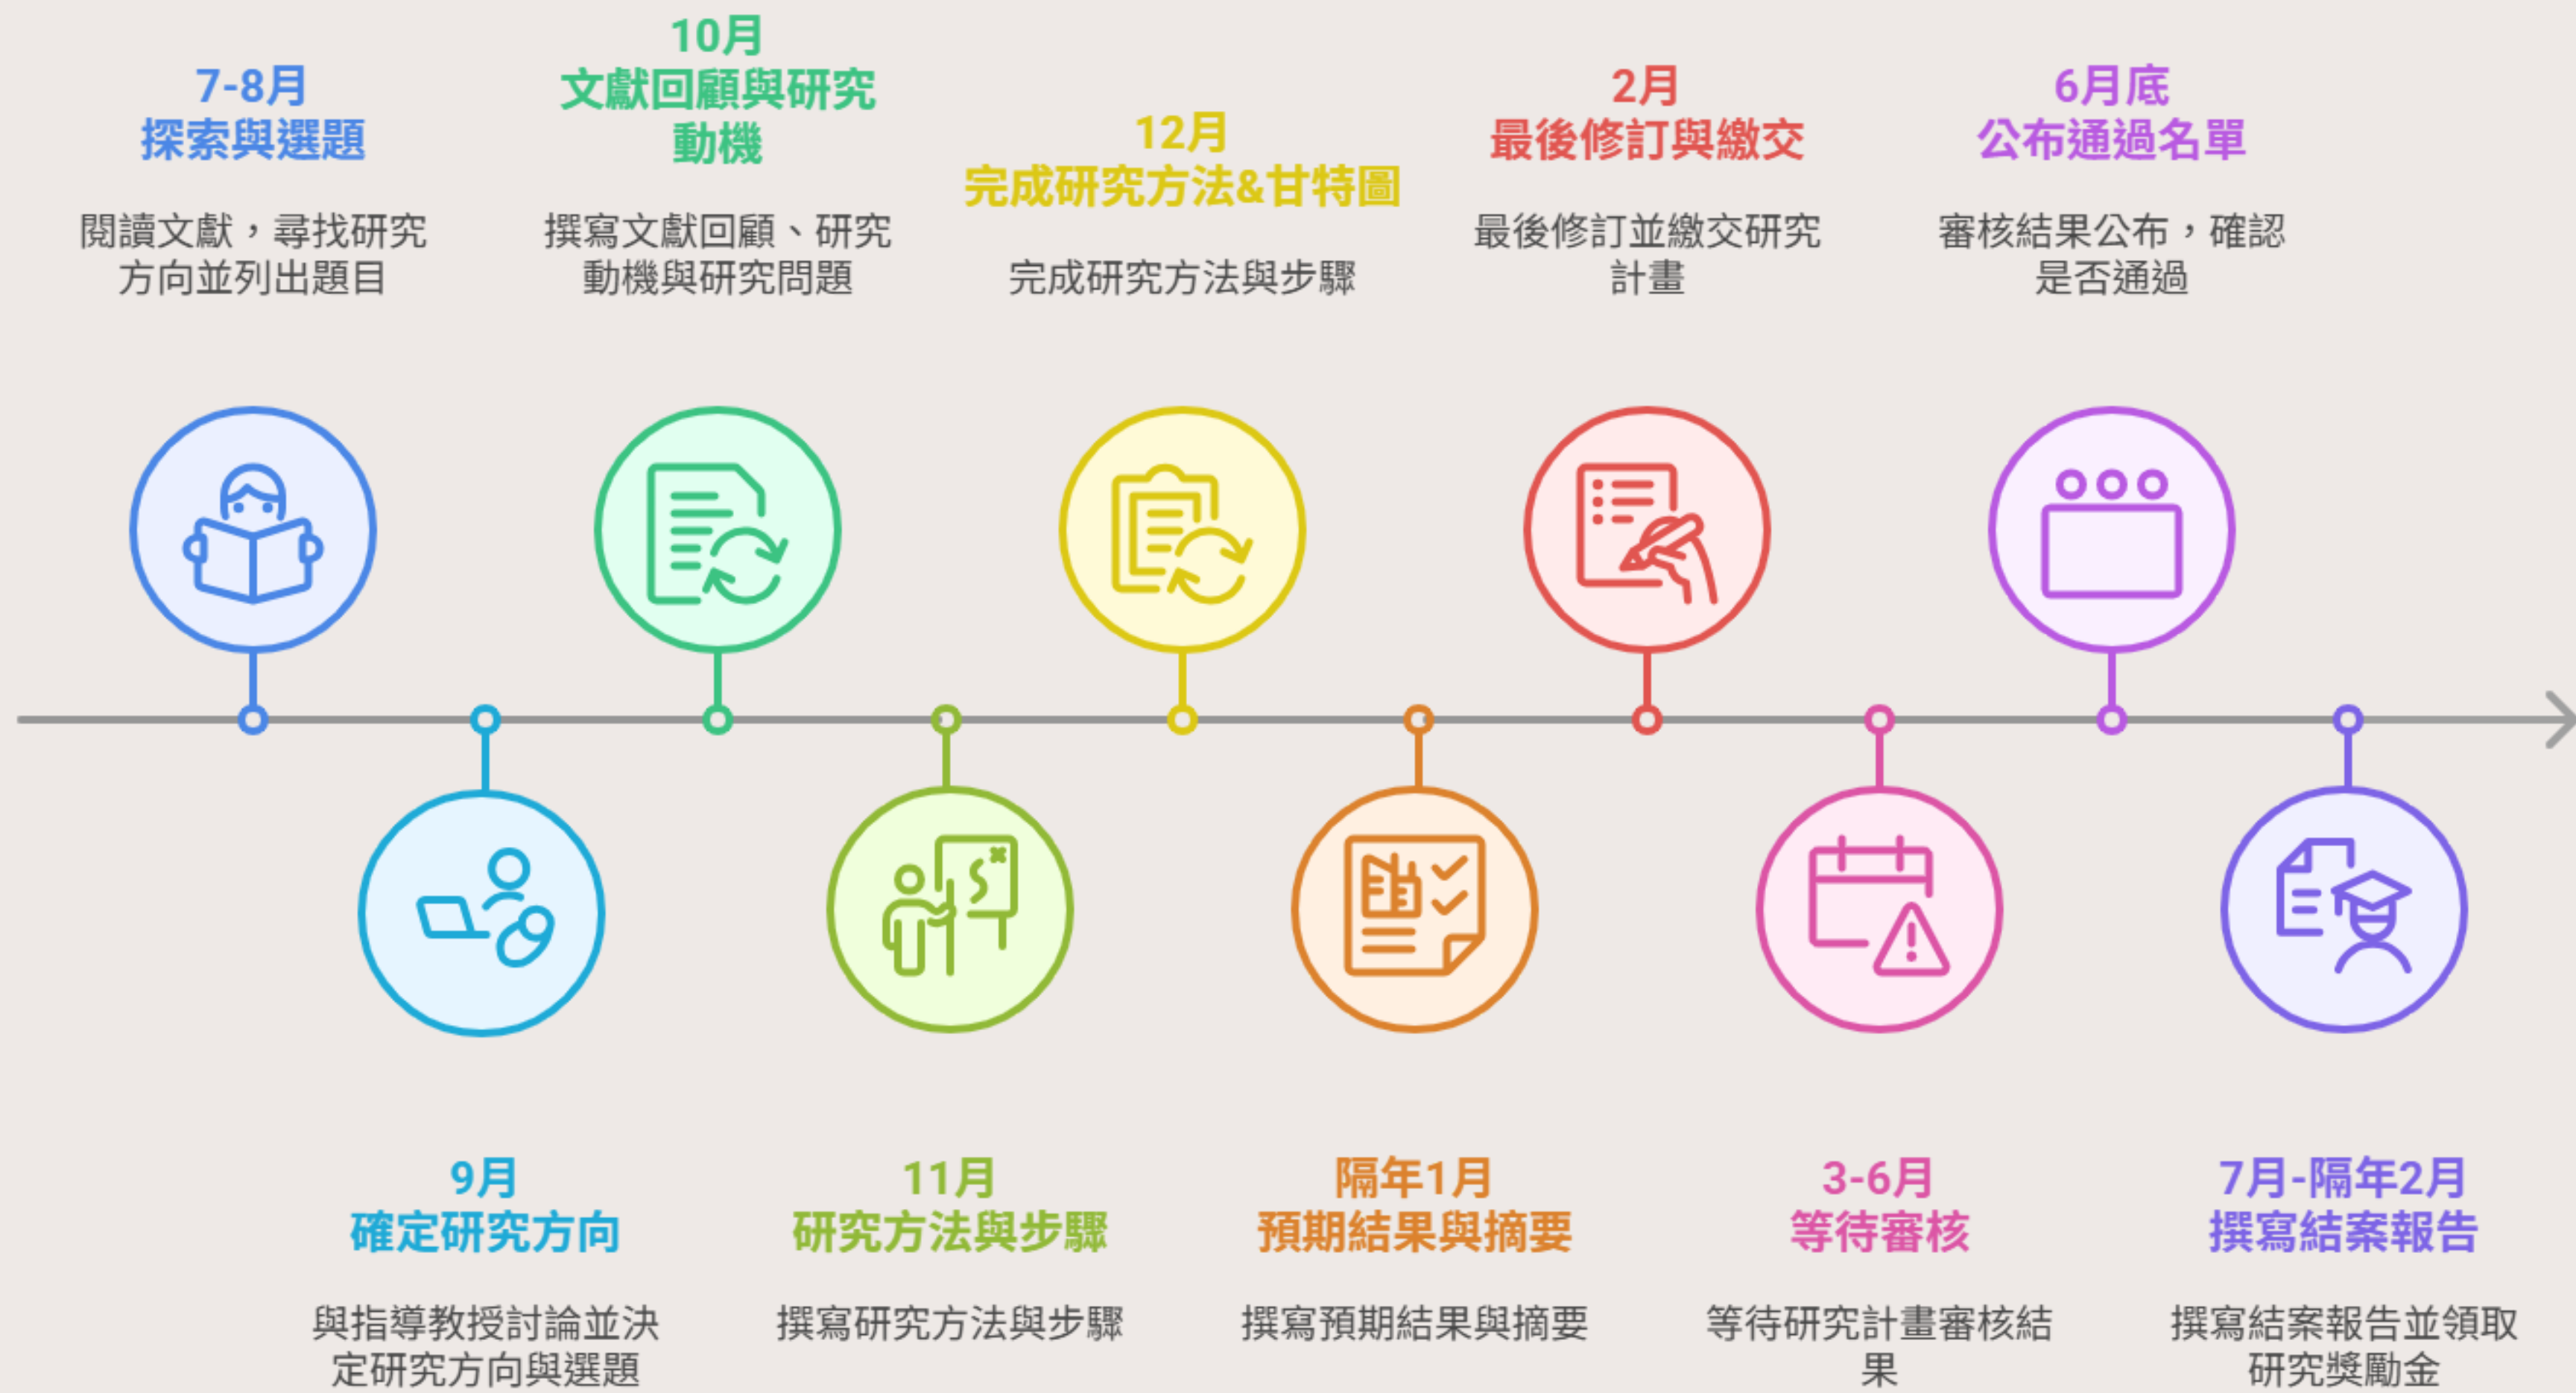 7-8月
探索與選題
閱讀文獻，尋找研究
方向並列出題目
9月
確定研究方向
與指導教授討論並決
定研究方向與選題
10月
文獻回顧與研究
動機
撰寫文獻回顧、研究
動機與研究問題
11月
研究方法與步驟
撰寫研究方法與步驟
12月
完成研究方法&甘特圖
完成研究方法與步驟
隔年1月
預期結果與摘要
撰寫預期結果與摘要
2月
最後修訂與繳交
最後修訂並繳交研究
計畫
3-6月
等待審核
等待研究計畫審核結
果
6月底
公布通過名單
審核結果公布，確認
是否通過
7月-隔年2月
撰寫結案報告
撰寫結案報告並領取
研究獎勵金